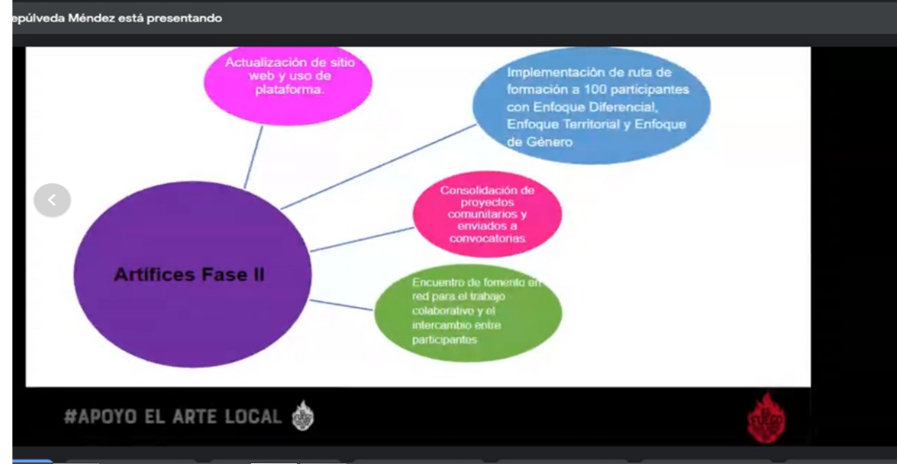 epúlveda Méndez está presentando
Actualización de sitio
web y uso de
plataforma.
Implementación de ruta de
formación a 100 participantes
con Enfoque Diferencial,
Enfoque Territorial y Enfoque
de Género
Consolidación de
proyectos
comunitarios y
enviados a
convocatorias
Artífices Fase II
Encuentro de fomento en
red para el trabajo
colaborativo y el
intercambio entre
participantes
#APOYO EL ARTE LOCAL